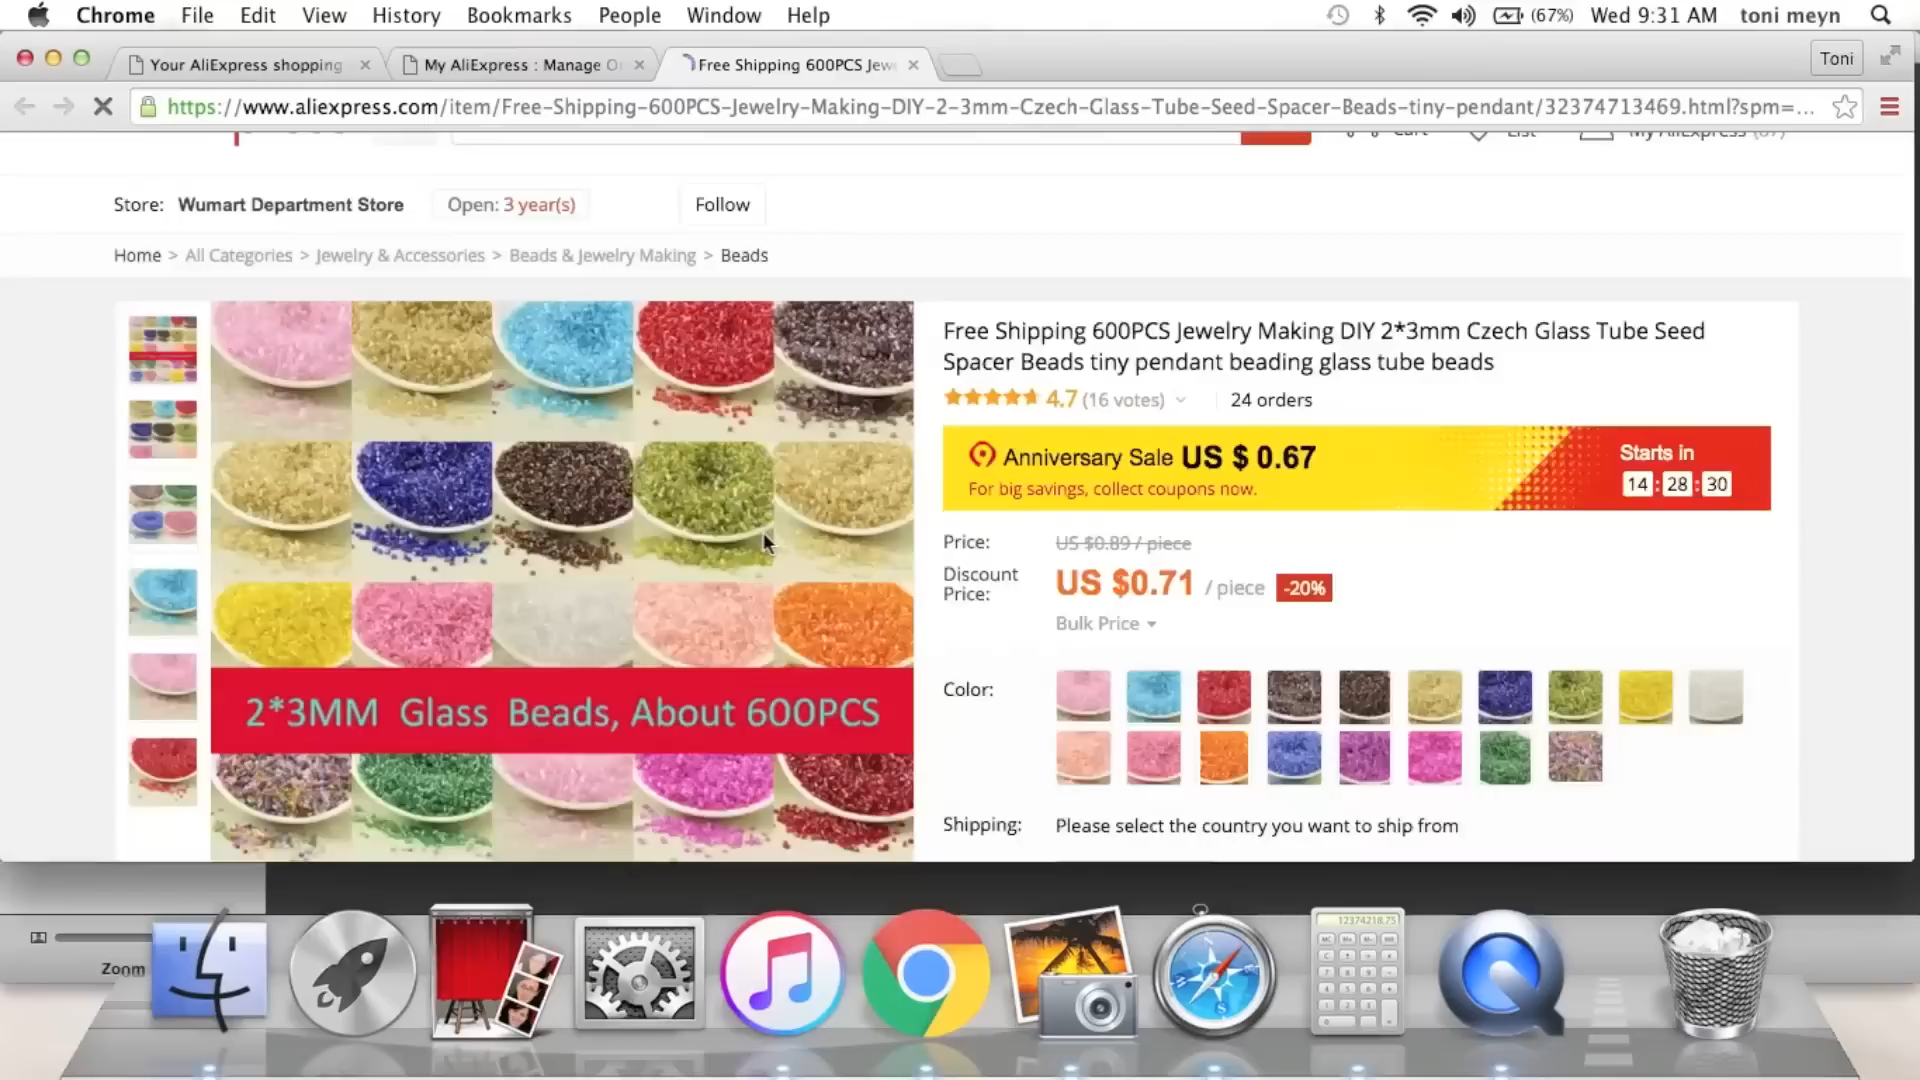 Chrome File Edit View History Bookmarks People Window Help (67%) Wed 9:31 AM toni meyn
Your AliExpress shopping
My AliExpress : Manage O
Free Shipping 600PCS Jew
Toni
https://www.aliexpress.com/item/Free-Shipping-600PCS-Jewelry-Making-DIY-2-3mm-Czech-Glass-Tube-Seed-Spacer-Beads-tiny-pendant/32374713469.html?spm=...
Cart List My AliExpress (67)
Store: Wumart Department Store Open: 3 year(s) Follow
Home > All Categories > Jewelry & Accessories > Beads & Jewelry Making > Beads
Free Shipping 600PCS Jewelry Making DIY 2*3mm Czech Glass Tube Seed
Spacer Beads tiny pendant beading glass tube beads
4.7 (16 votes) 24 orders
Anniversary Sale US $ 0.67
For big savings, collect coupons now.
Starts in
14 : 28 : 30
Price: US $0.89 / piece
Discount
Price: US $0.71 / piece -20%
Bulk Price
Color:
2*3MM Glass Beads, About 600PCS
Shipping: Please select the country you want to ship from
Zoom
12374218.75